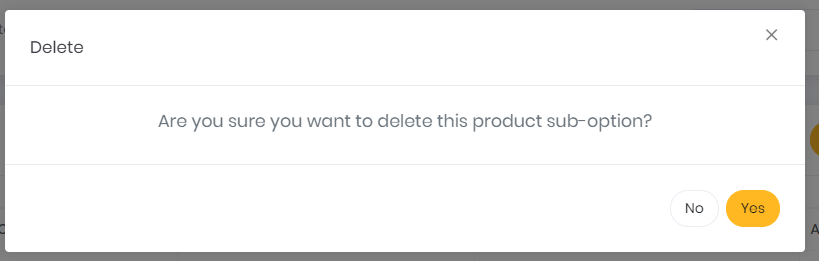 Delete
Are you sure you want to delete this product sub-option?
No
Yes